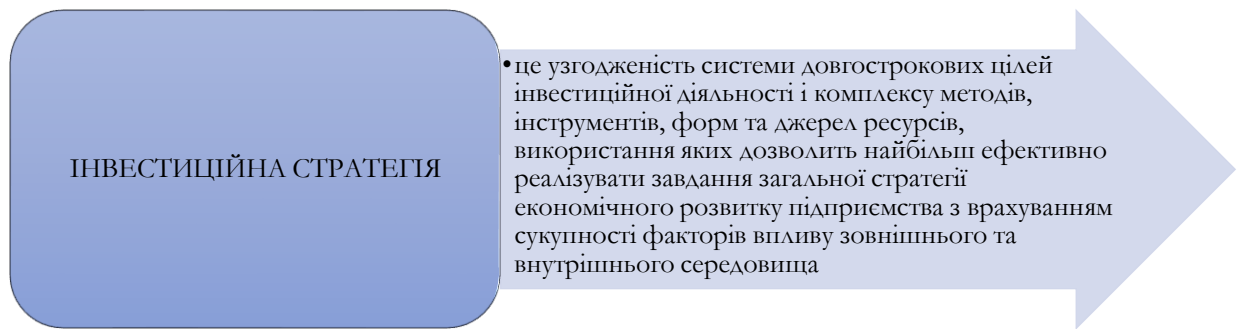 ІНВЕСТИЦІЙНА СТРАТЕГІЯ
•це узгодженість системи довгострокових цілей
інвестиційної діяльності і комплексу методів,
інструментів, форм та джерел ресурсів,
використання яких дозволить найбільш ефективно
реалізувати завдання загальної стратегії
економічного розвитку підприємства з врахуванням
сукупності факторів впливу зовнішнього та
внутрішнього середовища